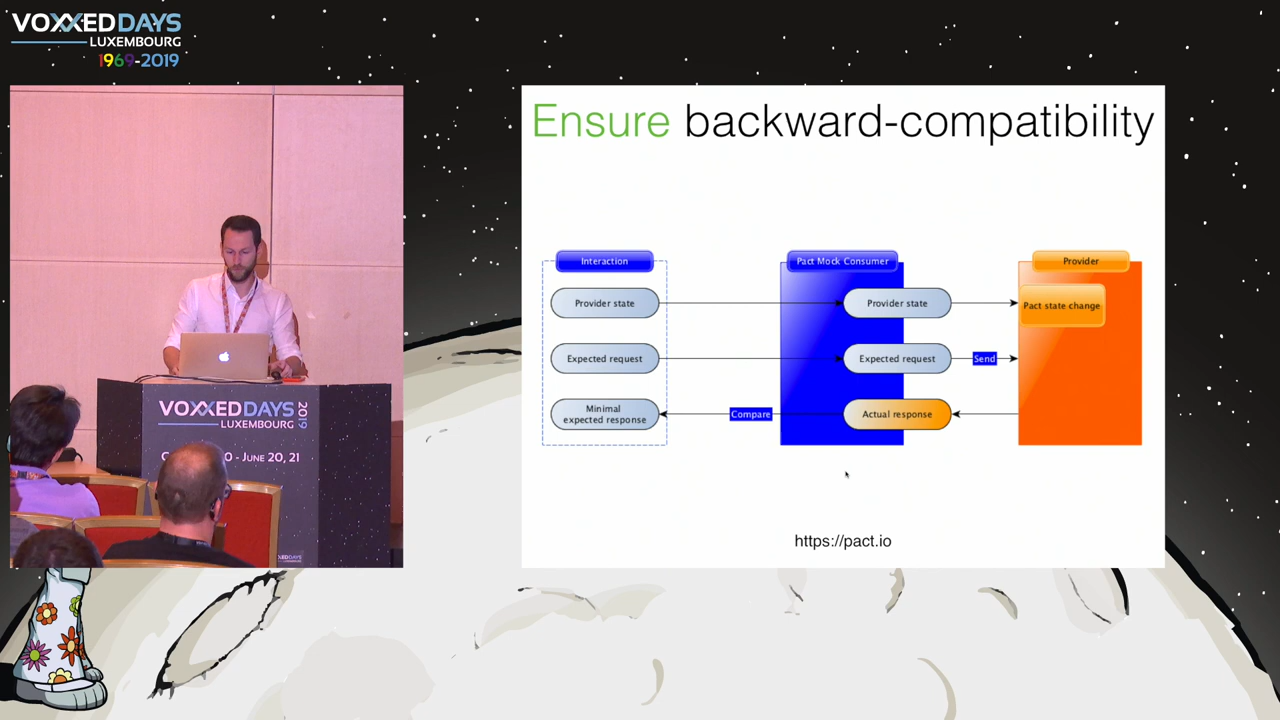 VOXXEDDAYS
LUXEMBOURG
1969-2019
Ensure backward-compatibility
Interaction
Pact Mock Consumer
Provider
Provider state
Provider state
Pact state change
Expected request
Expected request
Send
Minimal
expected response
Compare
Actual response
https://pact.io
VOXXEDDAYS
2019
LUXEMBOURG
- JUNE 20, 21
XEDDAYS